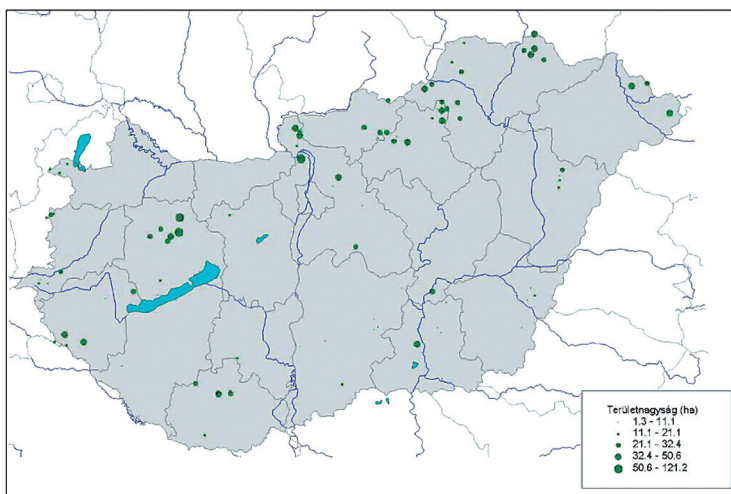 Területnagyság (ha)
1.3 - 11.1
11.1 - 21.1
21.1 - 32.4
32.4 - 50.6
50.6 - 121.2